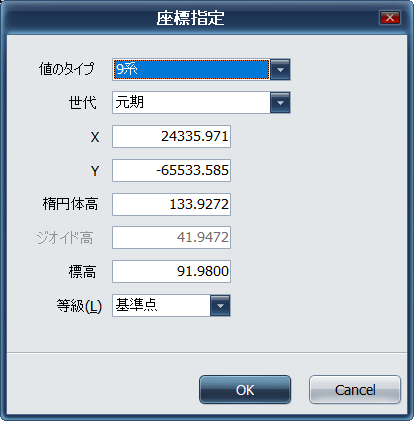 座標指定
値のタイプ 9系
世代 元期
X 24335.971
Y -65533.585
楕円体高 133.9272
ジオイド高 41.9472
標高 91.9800
等級(L) 基準点
OK Cancel